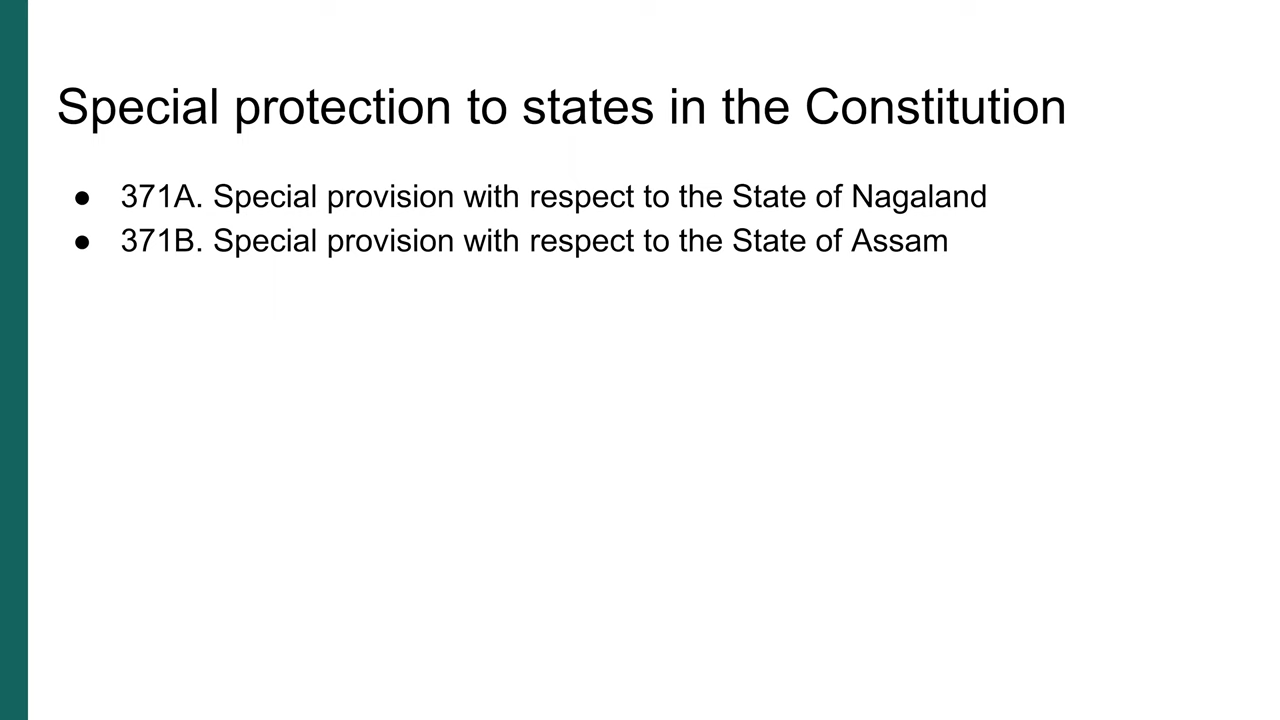 Special protection to states in the Constitution
● 371A. Special provision with respect to the State of Nagaland
● 371B. Special provision with respect to the State of Assam